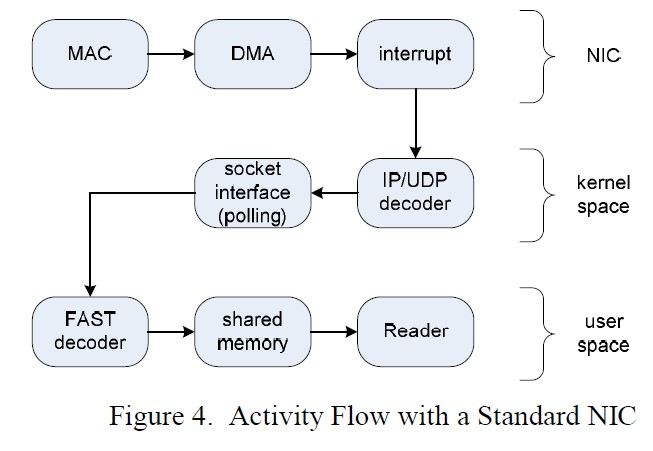 MAC
DMA
interrupt
NIC
socket
interface
(polling)
IP/UDP
decoder
kernel
space
FAST
decoder
shared
memory
Reader
user
space
Figure 4. Activity Flow with a Standard NIC